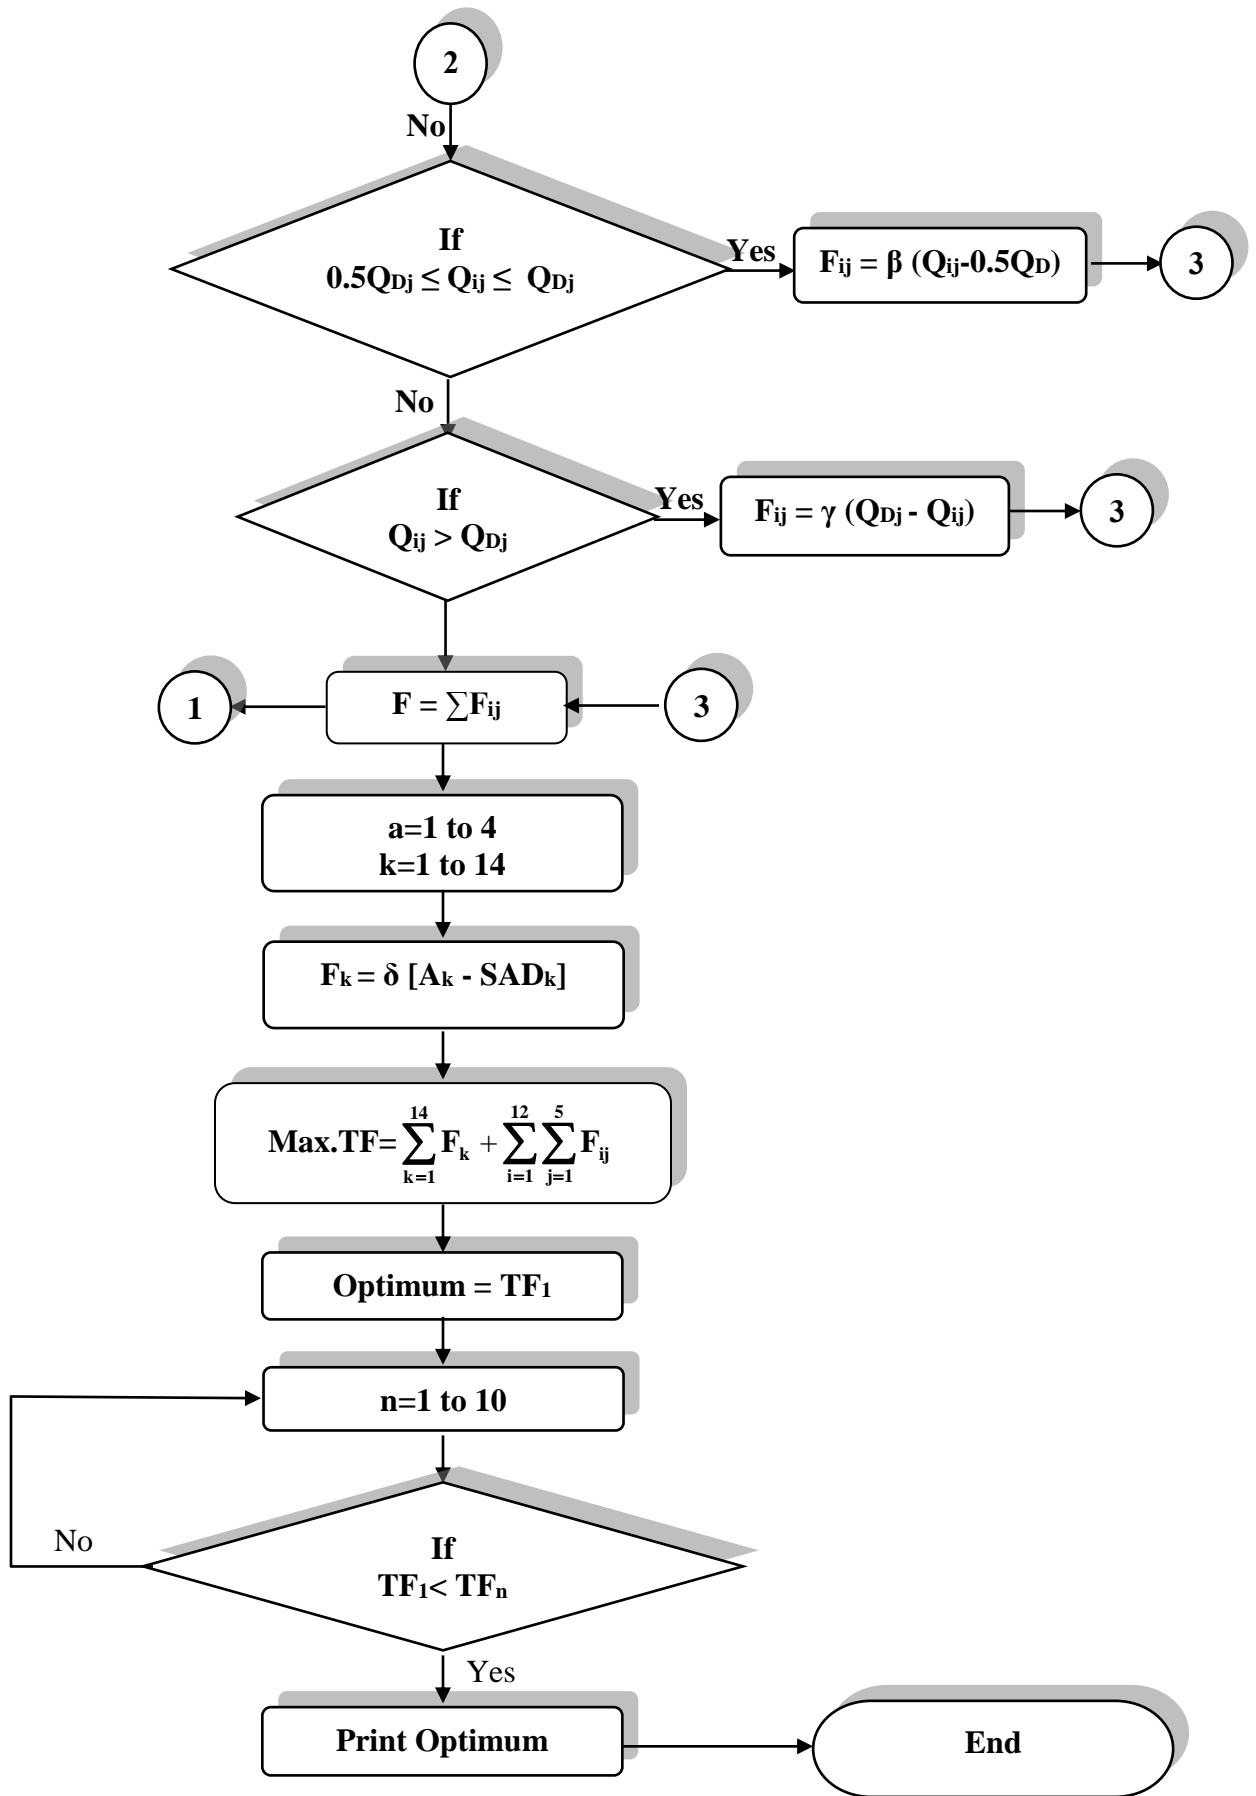 2
No
If
0.5QDj ≤ Qij ≤ QDj
Yes
Fij = β (Qij-0.5QD)
3
No
If
Qij > QDj
Yes
Fij = γ (QDj - Qij)
3
1
F = ∑Fij
3
a=1 to 4
k=1 to 14
Fk = δ [Ak - SADk]
Max.TF= ∑_{k=1}^{14} Fk + ∑_{i=1}^{12} ∑_{j=1}^{5} Fij
Optimum = TF1
n=1 to 10
No
If
TF1< TFn
Yes
Print Optimum
End